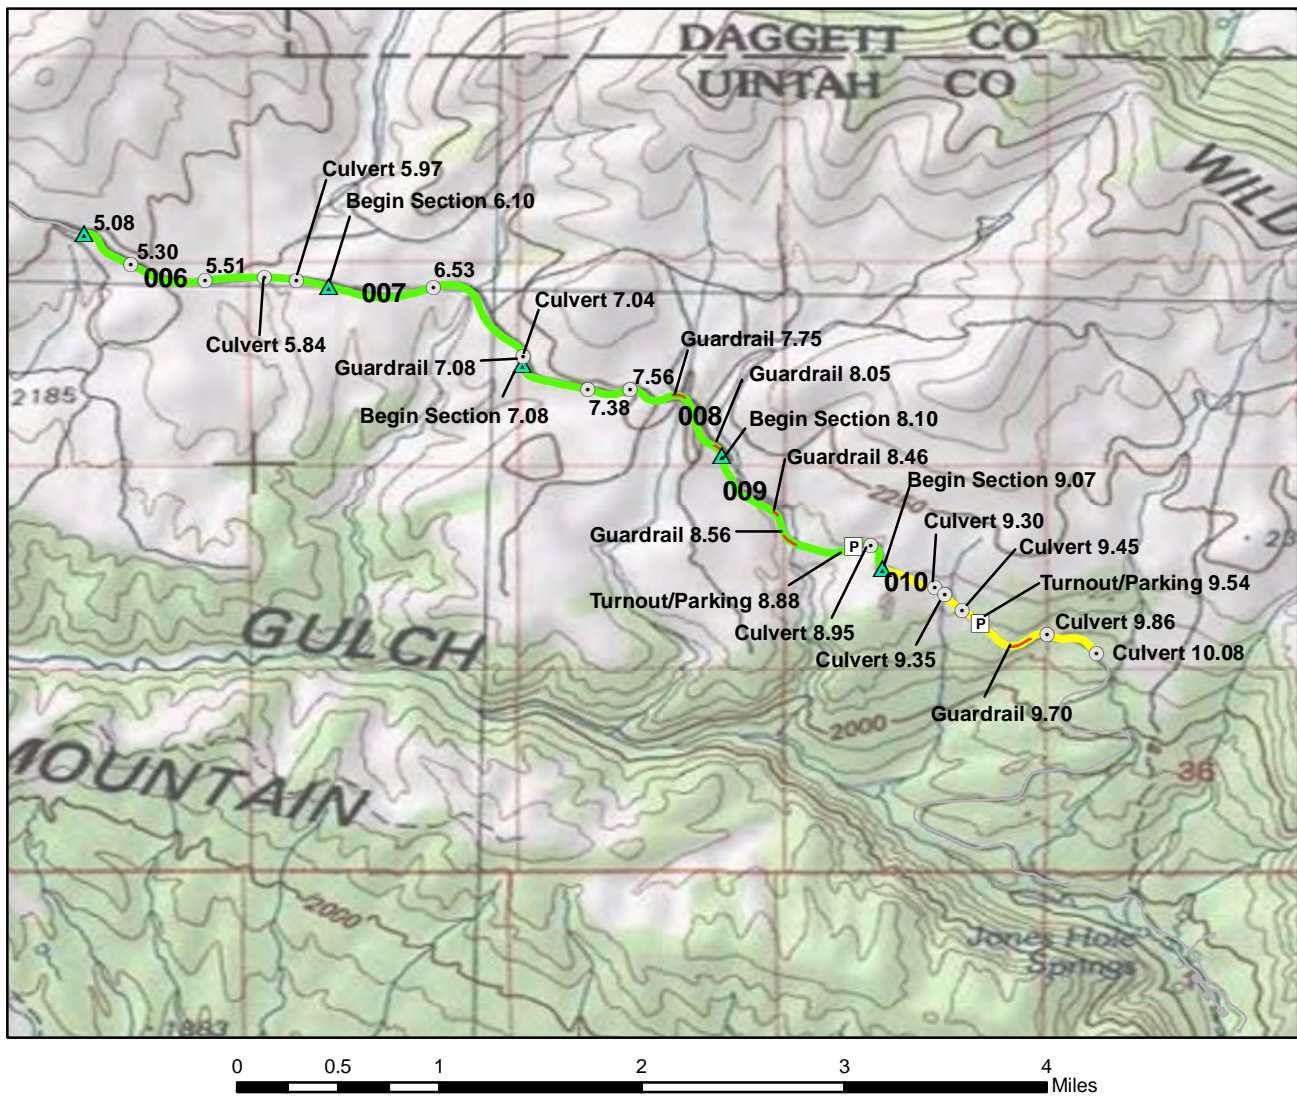 DAGGETT CO
UINTAH CO
WILD
Culvert 5.97
Begin Section 6.10
5.08
5.30
006
5.51
007
6.53
Culvert 5.84
Culvert 7.04
Guardrail 7.08
Begin Section 7.08
Guardrail 7.75
7.56
7.38
008
Guardrail 8.05
Begin Section 8.10
2185
Guardrail 8.46
009
2240
Begin Section 9.07
Guardrail 8.56
Culvert 9.30
Culvert 9.45
P
010
Turnout/Parking 9.54
Turnout/Parking 8.88
P
Culvert 9.86
Culvert 8.95
Culvert 9.35
Culvert 10.08
GULCH
Guardrail 9.70
2000
MOUNTAIN
36
2000
Jones Hole
Springs
1883
0 0.5 1 2 3 4
Miles